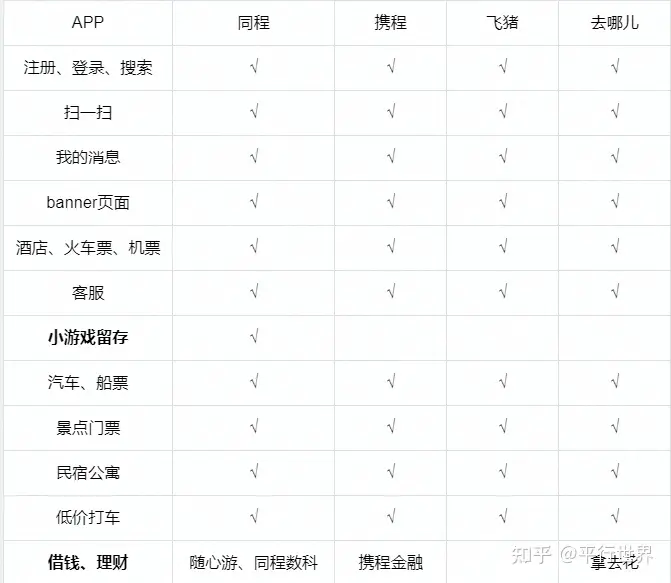 APP 同程 携程 飞猪 去哪儿
注册、登录、搜索 √ √ √ √
扫一扫 √ √ √ √
我的消息 √ √ √ √
banner页面 √ √ √ √
酒店、火车票、机票 √ √ √ √
客服 √ √ √ √
小游戏留存 √
汽车、船票 √ √ √ √
景点门票 √ √ √ √
民宿公寓 √ √ √ √
低价打车 √ √ √ √
借钱、理财 随心游、同程数科 携程金融 拿去花
知乎 @平行世界